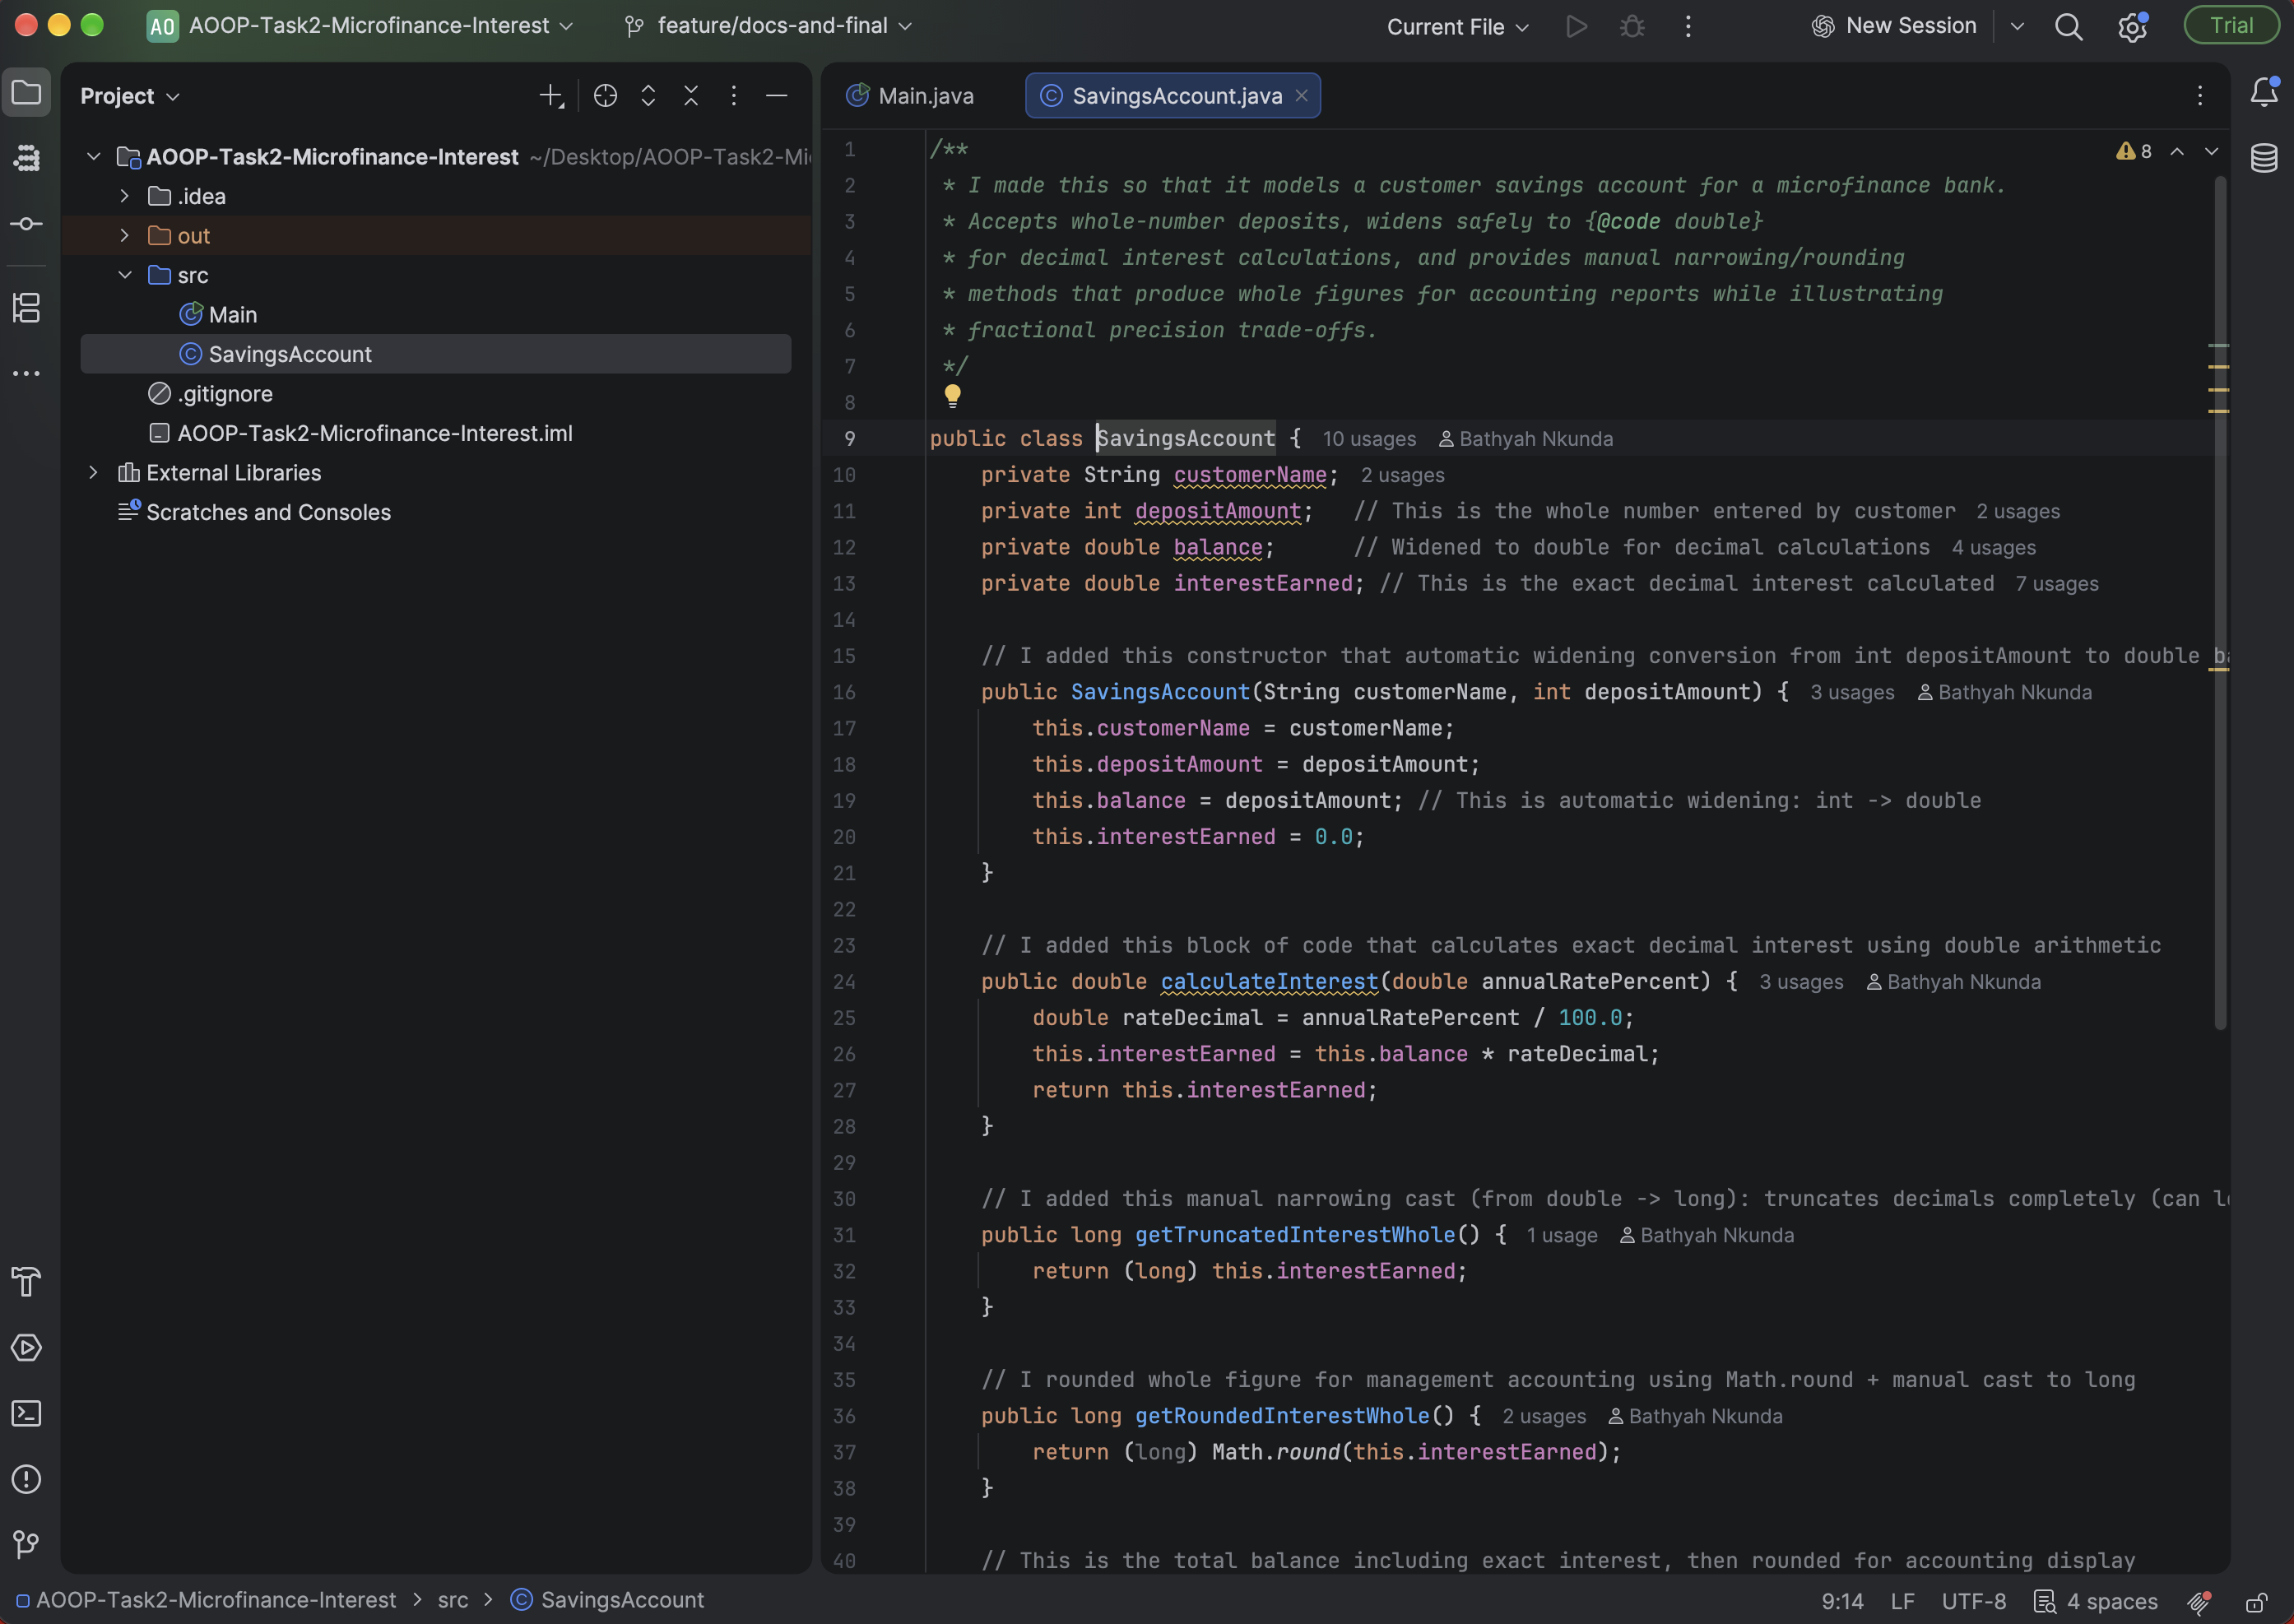 AO AOOP-Task2-Microfinance-Interest feature/docs-and-final Current File New Session Trial
Project
AOOP-Task2-Microfinance-Interest ~/Desktop/AOOP-Task2-Mi
.idea
out
src
Main
SavingsAccount
.gitignore
AOOP-Task2-Microfinance-Interest.iml
External Libraries
Scratches and Consoles
Main.java SavingsAccount.java
8
1 /**
2 * I made this so that it models a customer savings account for a microfinance bank.
3 * Accepts whole-number deposits, widens safely to {@code double}
4 * for decimal interest calculations, and provides manual narrowing/rounding
5 * methods that produce whole figures for accounting reports while illustrating
6 * fractional precision trade-offs.
7 */
8
9 public class SavingsAccount { 10 usages Bathyah Nkunda
10 private String customerName; 2 usages
11 private int depositAmount; // This is the whole number entered by customer 2 usages
12 private double balance; // Widened to double for decimal calculations 4 usages
13 private double interestEarned; // This is the exact decimal interest calculated 7 usages
14
15 // I added this constructor that automatic widening conversion from int depositAmount to double
16 public SavingsAccount(String customerName, int depositAmount) { 3 usages Bathyah Nkunda
17 this.customerName = customerName;
18 this.depositAmount = depositAmount;
19 this.balance = depositAmount; // This is automatic widening: int -> double
20 this.interestEarned = 0.0;
21 }
22
23 // I added this block of code that calculates exact decimal interest using double arithmetic
24 public double calculateInterest(double annualRatePercent) { 3 usages Bathyah Nkunda
25 double rateDecimal = annualRatePercent / 100.0;
26 this.interestEarned = this.balance * rateDecimal;
27 return this.interestEarned;
28 }
29
30 // I added this manual narrowing cast (from double -> long): truncates decimals completely (can
31 public long getTruncatedInterestWhole() { 1 usage Bathyah Nkunda
32 return (long) this.interestEarned;
33 }
34
35 // I rounded whole figure for management accounting using Math.round + manual cast to long
36 public long getRoundedInterestWhole() { 2 usages Bathyah Nkunda
37 return (long) Math.round(this.interestEarned);
38 }
39
40 // This is the total balance including exact interest, then rounded for accounting display
AOOP-Task2-Microfinance-Interest > src > SavingsAccount 9:14 LF UTF-8 4 spaces